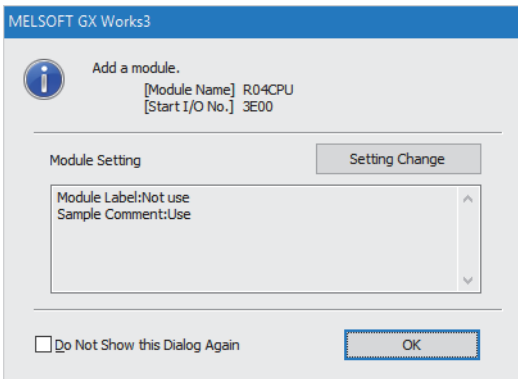 MELSOFT GX Works3
Add a module.
[Module Name] R04CPU
[Start I/O No.] 3E00
Module Setting
Setting Change
Module Label:Not use
Sample Comment:Use
Do Not Show this Dialog Again
OK